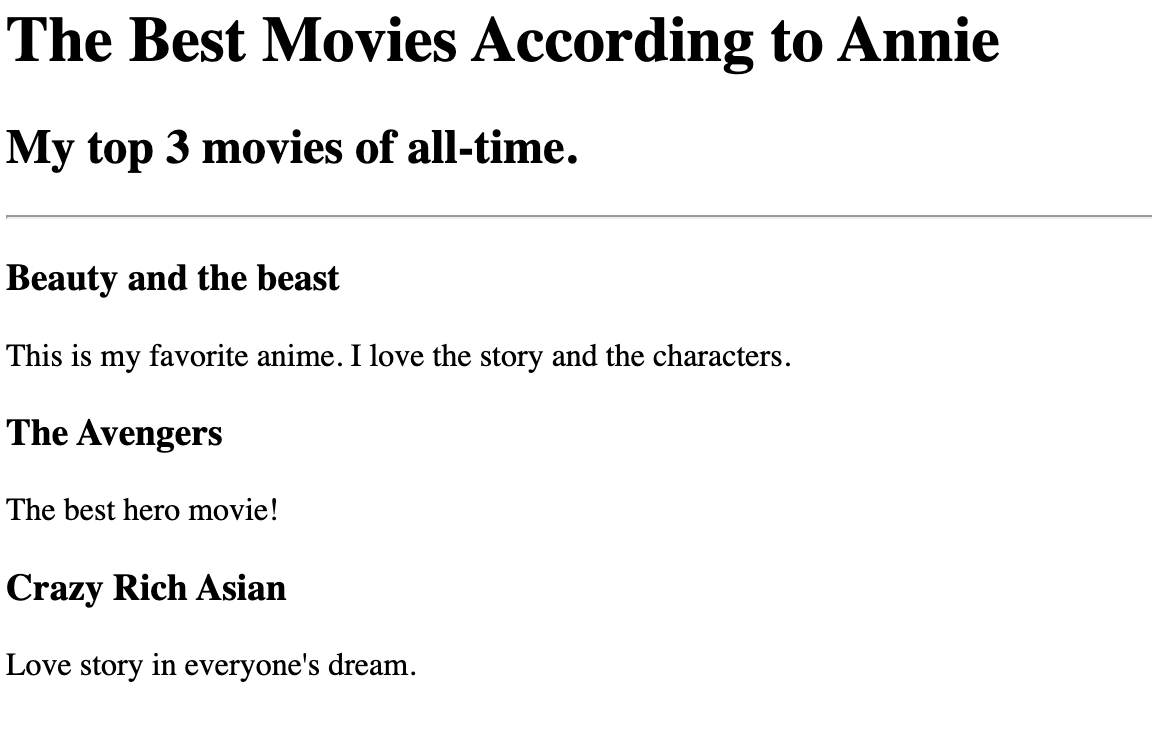 The Best Movies According to Annie
My top 3 movies of all-time.
Beauty and the beast
This is my favorite anime. I love the story and the characters.
The Avengers
The best hero movie!
Crazy Rich Asian
Love story in everyone's dream.